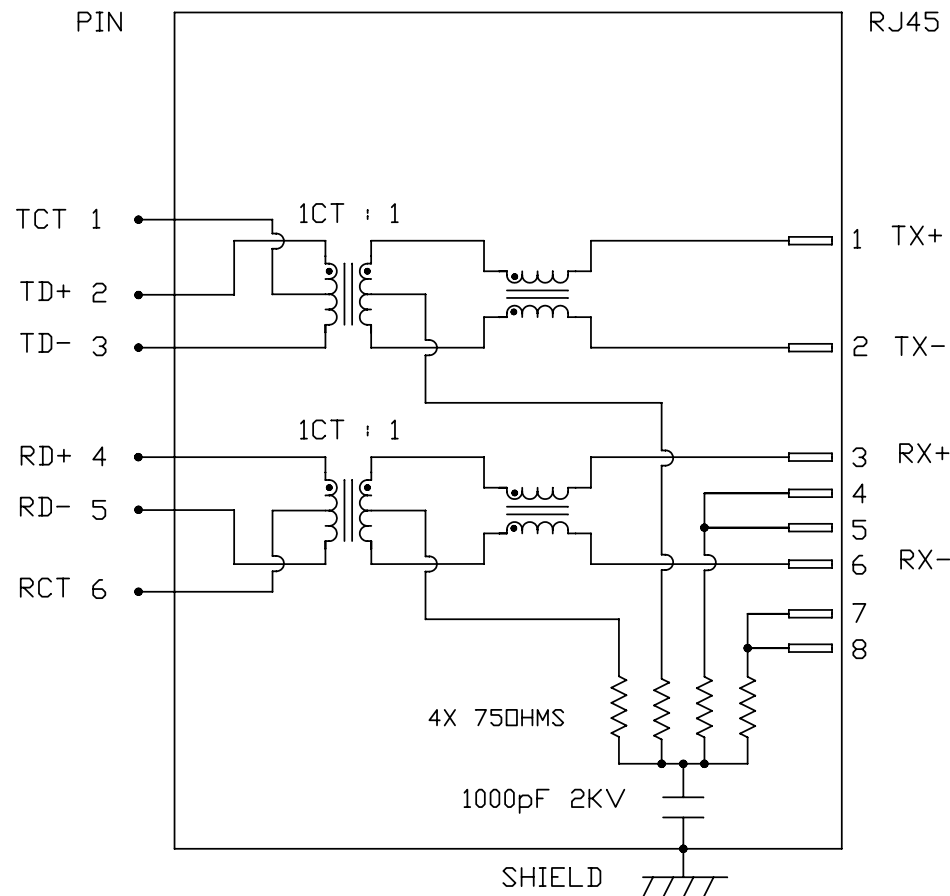 PIN RJ45
TCT 1
1CT : 1
1 TX+
TD+ 2
TD- 3
2 TX-
1CT : 1
RD+ 4
3 RX+
4
RD- 5
5
6 RX-
RCT 6
7
8
4X 75OHMS
1000pF 2KV
SHIELD